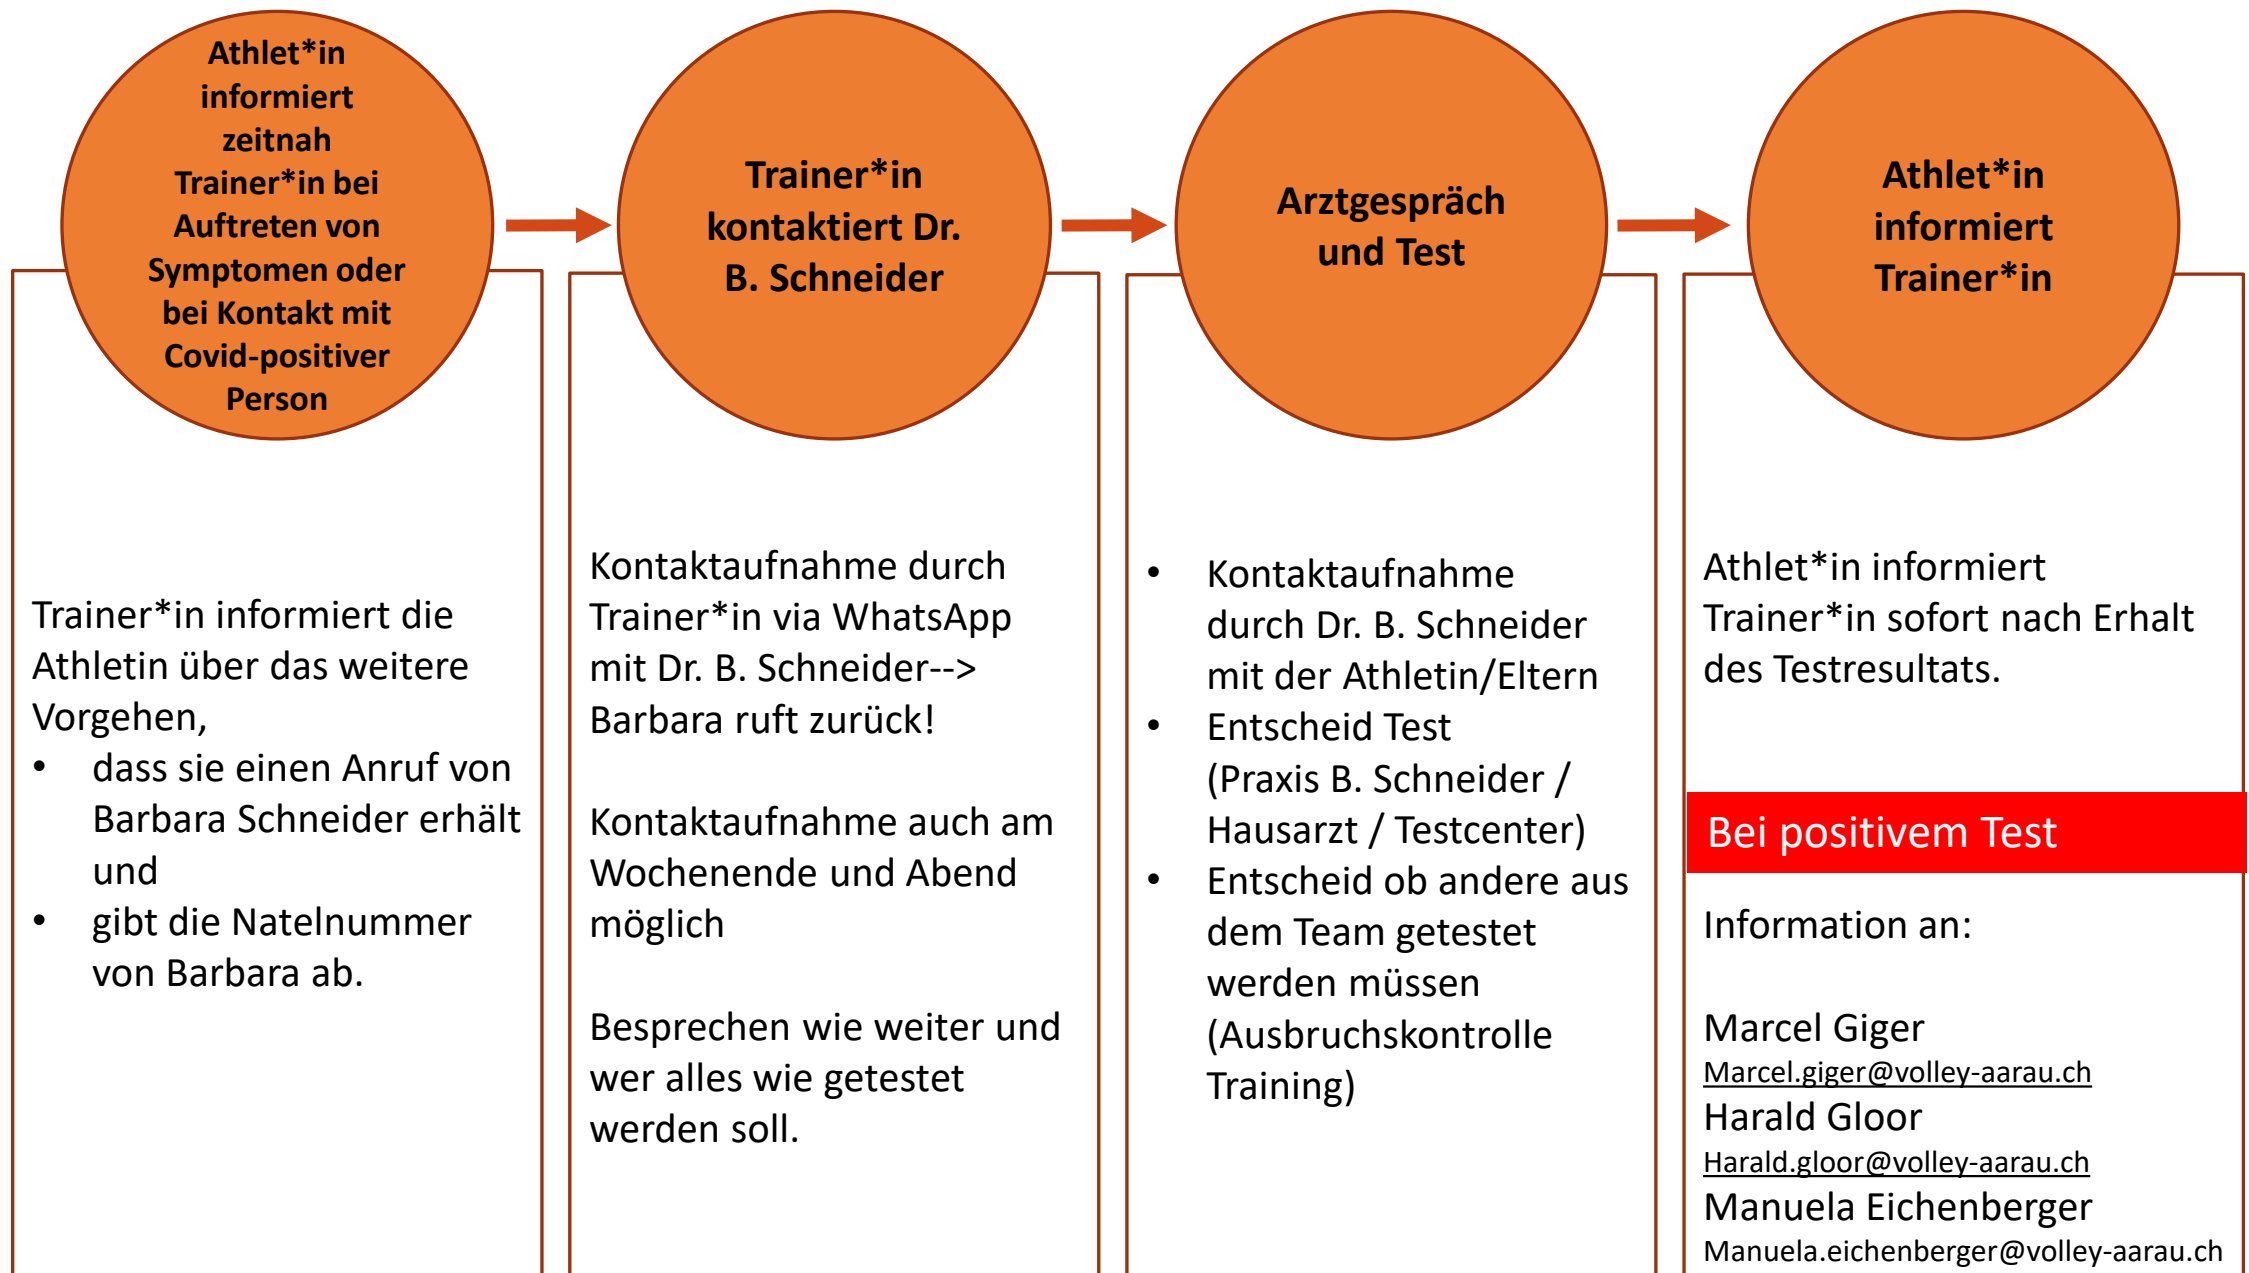 Athlet*in
informiert
zeitnah
Trainer*in bei
Auftreten von
Symptomen oder
bei Kontakt mit
Covid-positiver
Person
Trainer*in informiert die
Athletin über das weitere
Vorgehen,
• dass sie einen Anruf von
Barbara Schneider erhält
und
• gibt die Natelnummer
von Barbara ab.
Trainer*in
kontaktiert Dr.
B. Schneider
Kontaktaufnahme durch
Trainer*in via WhatsApp
mit Dr. B. Schneider-->
Barbara ruft zurück!
Kontaktaufnahme auch am
Wochenende und Abend
möglich
Besprechen wie weiter und
wer alles wie getestet
werden soll.
Arztgespräch
und Test
• Kontaktaufnahme
durch Dr. B. Schneider
mit der Athletin/Eltern
• Entscheid Test
(Praxis B. Schneider /
Hausarzt / Testcenter)
• Entscheid ob andere aus
dem Team getestet
werden müssen
(Ausbruchskontrolle
Training)
Athlet*in
informiert
Trainer*in
Athlet*in informiert
Trainer*in sofort nach Erhalt
des Testresultats.
Bei positivem Test
Information an:
Marcel Giger
Marcel.giger@volley-aarau.ch
Harald Gloor
Harald.gloor@volley-aarau.ch
Manuela Eichenberger
Manuela.eichenberger@volley-aarau.ch